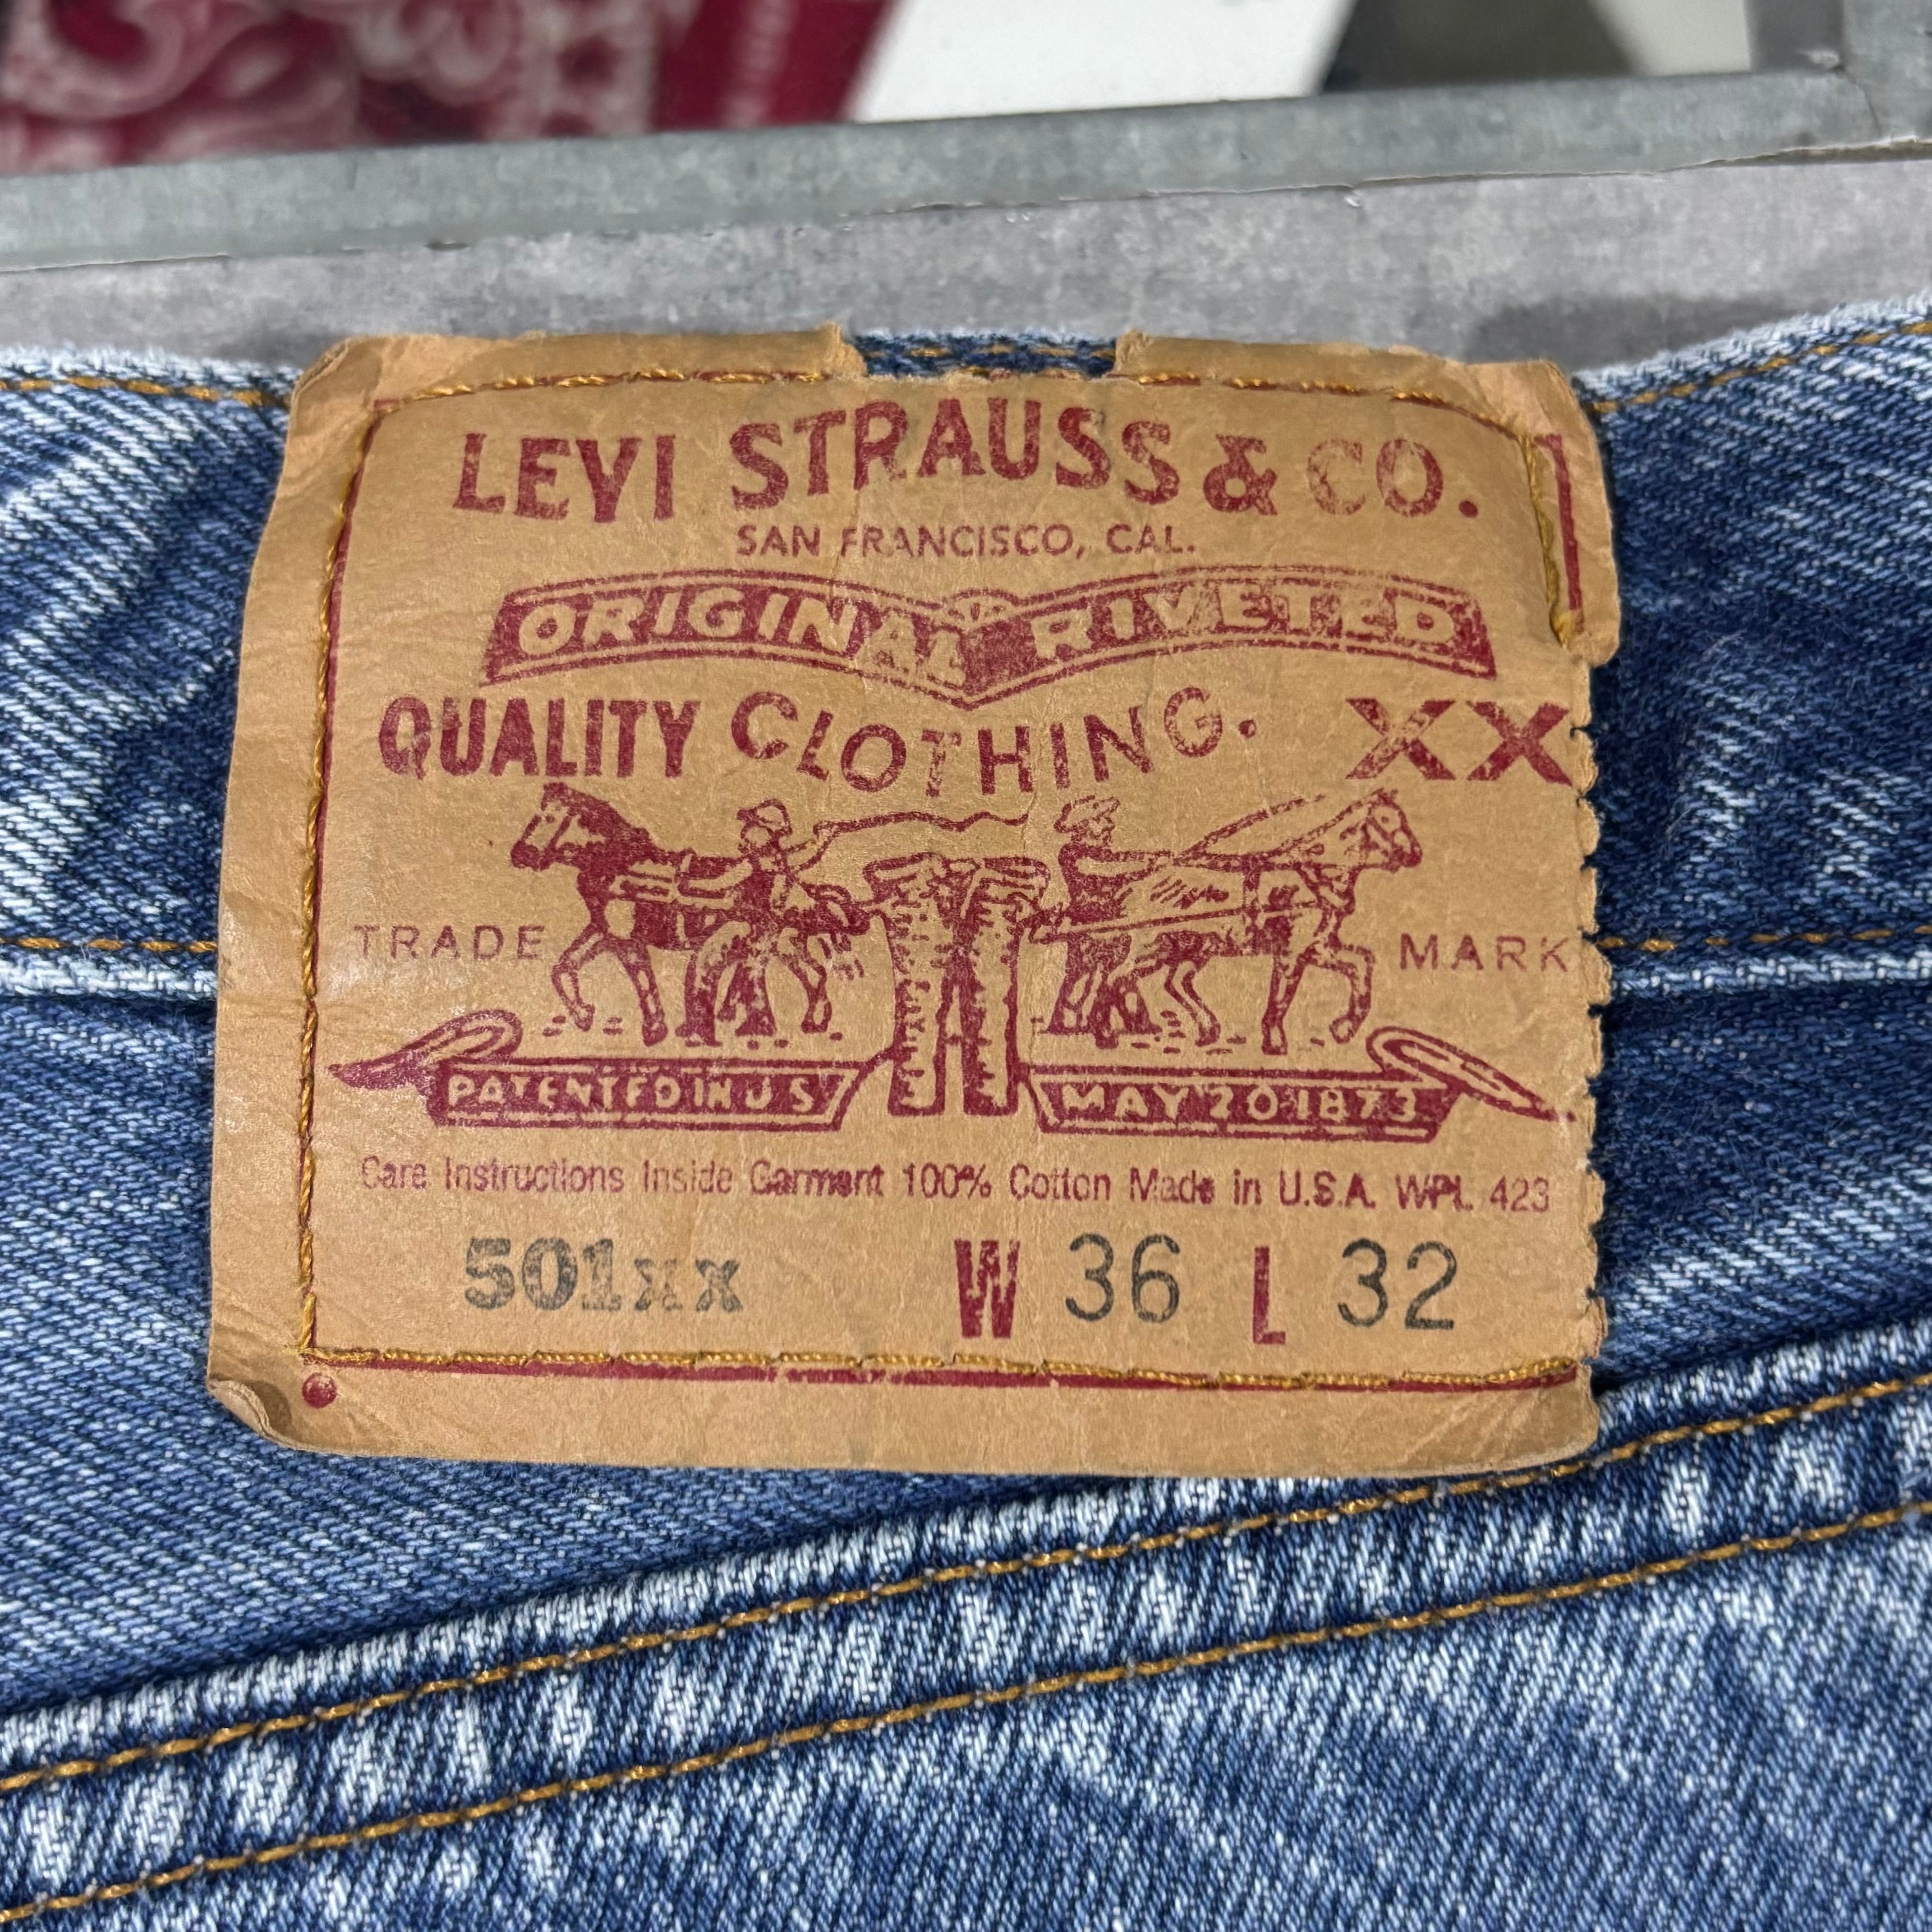 LEVI STRAUSS & CO.
SAN FRANCISCO, CAL.
ORIGINAL RIVETED
QUALITY CLOTHING. XX
TRADE MARK
PATENTED IN U S MAY 20 1873
Care Instructions Inside Garment 100% Cotton Made in U.S.A. WPL 423
501xx W 36 L 32